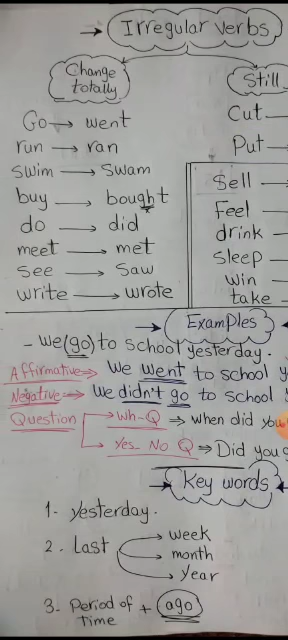 Irregular verbs
Change totally
Still
Go → went
run → ran
swim → swam
buy → bought
do → did
meet → met
see → saw
write → wrote
Cut
Put
Sell
Feel
drink
sleep
win
take
Examples
- we (go) to school yesterday.
Affirmative → We went to school y
Negative → We didn't go to school
Question → Wh-Q ⇒ when did you
→ Yes-No Q ⇒ Did you g
Key words
1- yesterday.
2. Last → week
→ month
→ year
3- Period of time + ago